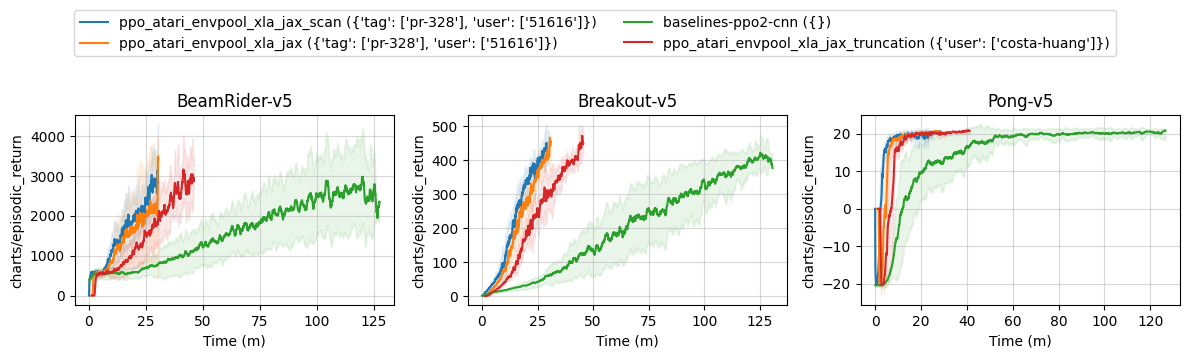 ppo_atari_envpool_xla_jax_scan ({'tag': ['pr-328'], 'user': ['51616']})
baselines-ppo2-cnn ({})
ppo_atari_envpool_xla_jax ({'tag': ['pr-328'], 'user': ['51616']})
ppo_atari_envpool_xla_jax_truncation ({'user': ['costa-huang']})
BeamRider-v5
charts/episodic_return
4000
3000
2000
1000
0
0 25 50 75 100 125
Time (m)
Breakout-v5
charts/episodic_return
500
400
300
200
100
0
0 25 50 75 100 125
Time (m)
Pong-v5
charts/episodic_return
20
10
0
−10
−20
0 20 40 60 80 100 120
Time (m)